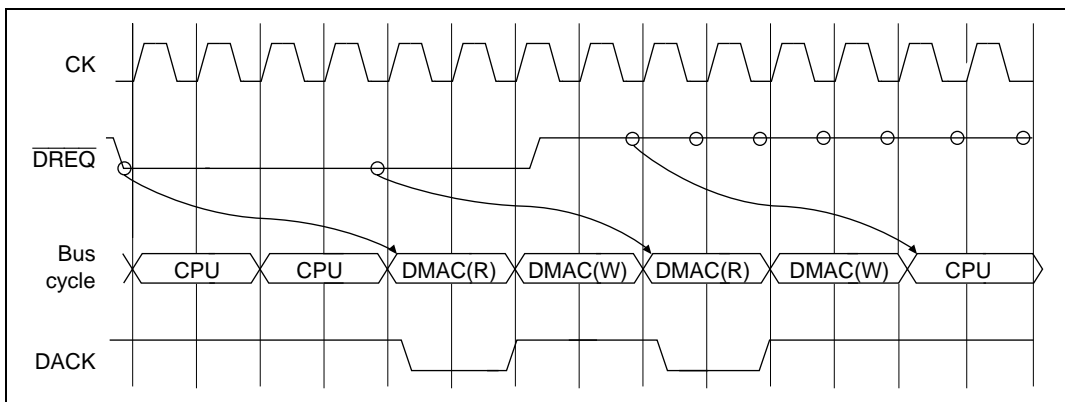 CK
DREQ
Bus
cycle
CPU CPU DMAC(R) DMAC(W) DMAC(R) DMAC(W) CPU
DACK